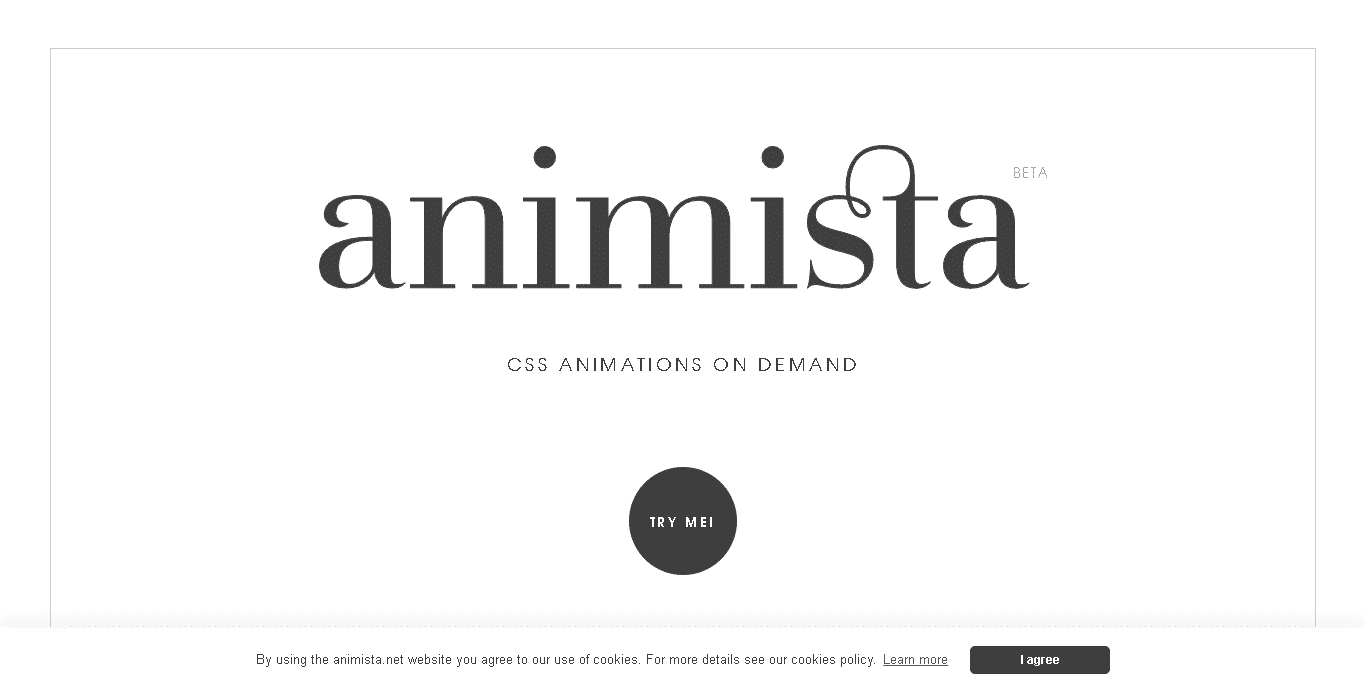 animista
BETA
CSS ANIMATIONS ON DEMAND
TRY ME!
By using the animista.net website you agree to our use of cookies. For more details see our cookies policy. Learn more
I agree